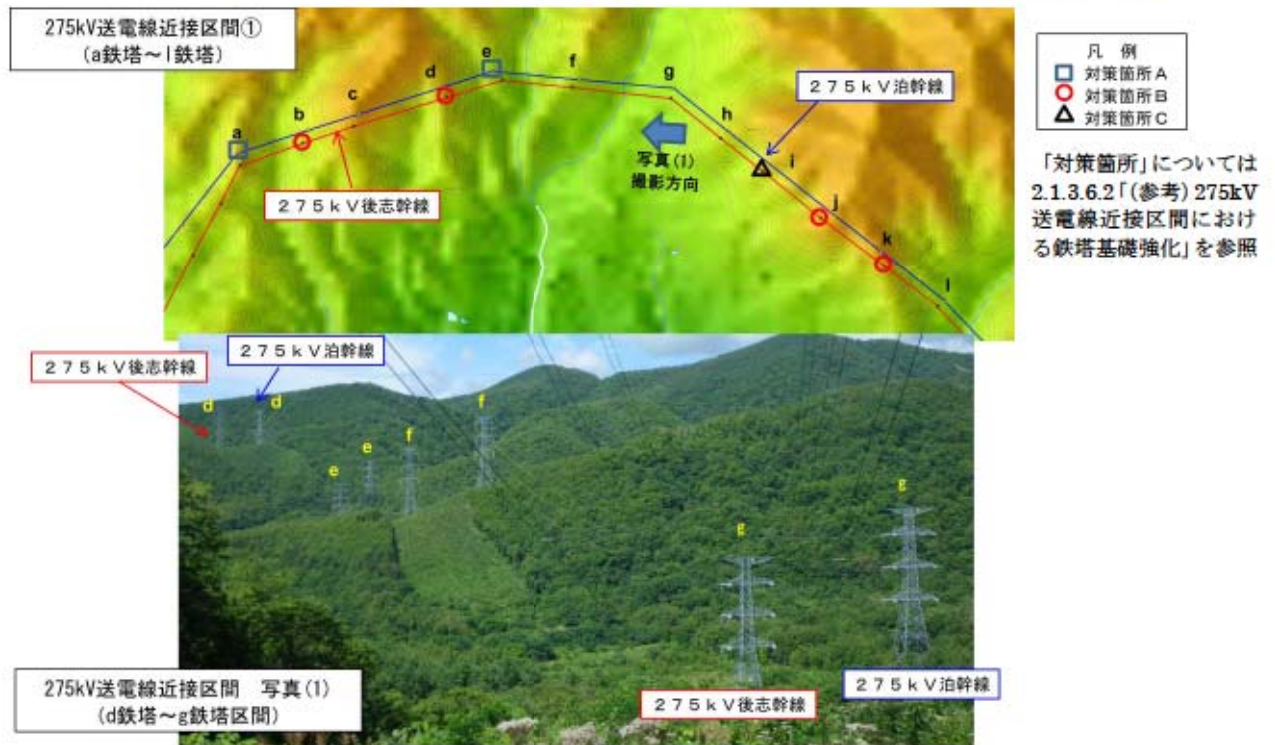 275kV送電線近接区間①
(a鉄塔~l鉄塔)
a
b
c
d
e
f
g
h
i
j
k
l
275kV泊幹線
写真(1)
撮影方向
275kV後志幹線
凡 例
対策箇所A
対策箇所B
対策箇所C
「対策箇所」については
2.1.3.6.2「(参考) 275kV
送電線近接区間におけ
る鉄塔基礎強化」を参照
275kV後志幹線
275kV泊幹線
d
d
e
e
f
f
g
g
275kV送電線近接区間 写真(1)
(d鉄塔~g鉄塔区間)
275kV後志幹線
275kV泊幹線